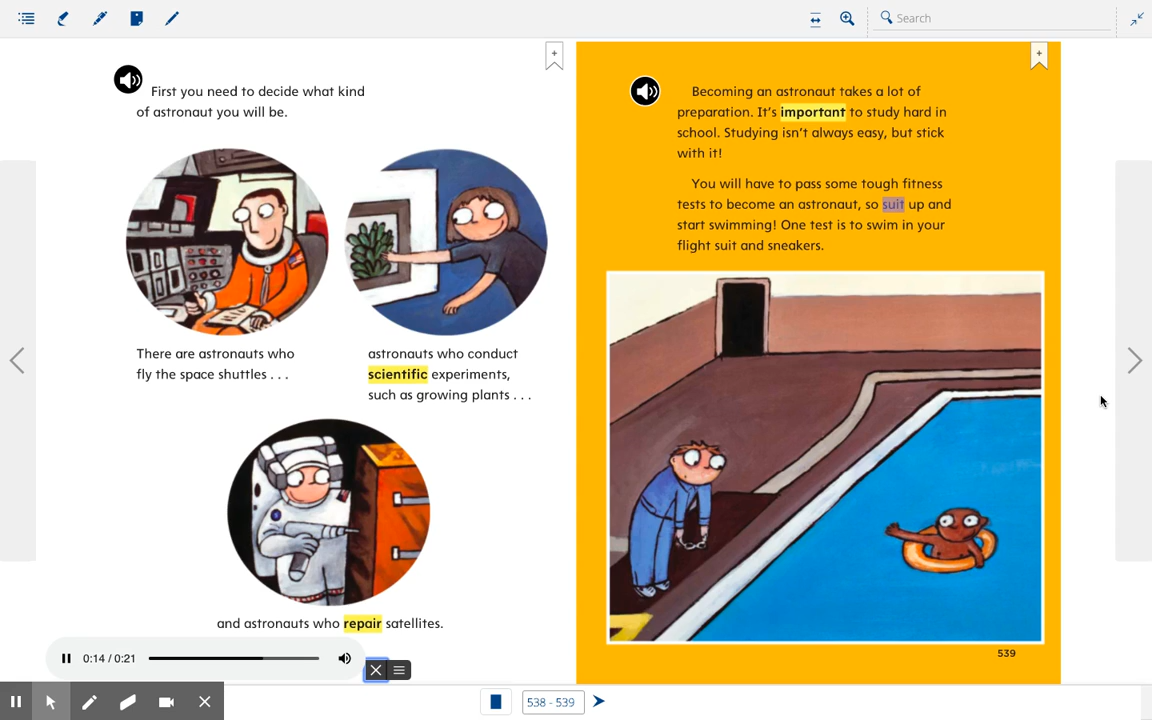 Search
First you need to decide what kind
of astronaut you will be.
There are astronauts who
fly the space shuttles . . .
astronauts who conduct
scientific experiments,
such as growing plants . . .
and astronauts who repair satellites.
Becoming an astronaut takes a lot of
preparation. It's important to study hard in
school. Studying isn't always easy, but stick
with it!
You will have to pass some tough fitness
tests to become an astronaut, so suit up and
start swimming! One test is to swim in your
flight suit and sneakers.
539
0:14 / 0:21
538 - 539